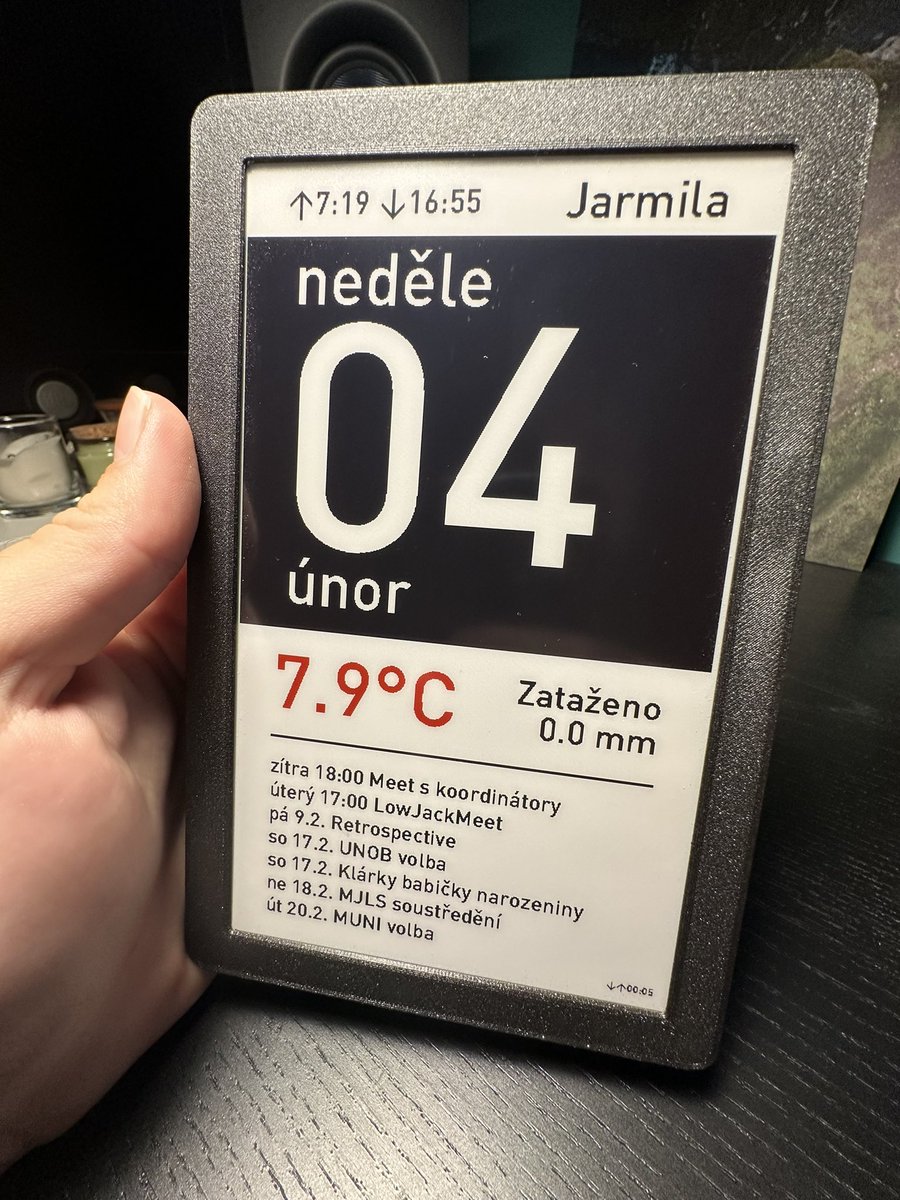 ↑7:19 ↓16:55 Jarmila
neděle
04
únor
7.9°C
Zataženo
0.0 mm
zítra 18:00 Meet s koordinátory
úterý 17:00 LowJackMeet
pá 9.2. Retrospective
so 17.2. UNOB volba
so 17.2. Klárky babičky narozeniny
ne 18.2. MJLS soustředění
út 20.2. MUNI volba
↓↑00:05